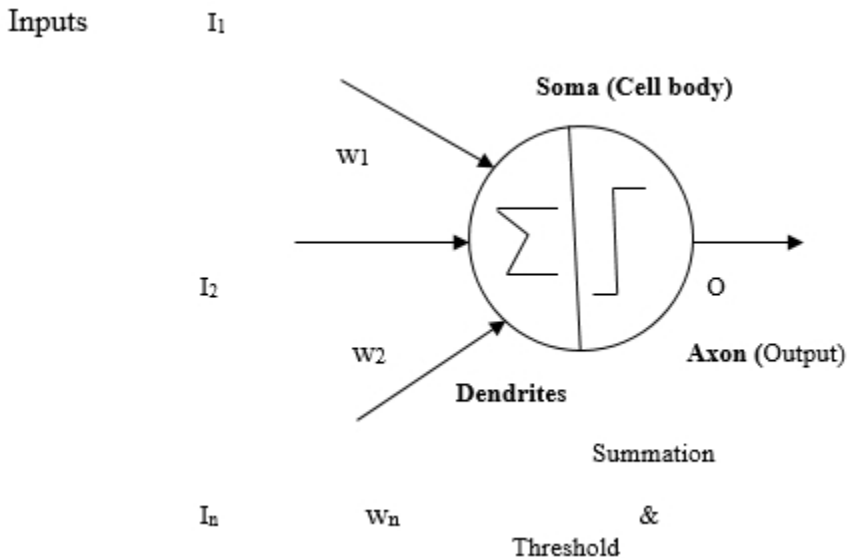 Inputs I1
Soma (Cell body)
W1
I2 O
W2 Axon (Output)
Dendrites
Summation
In Wn &
Threshold